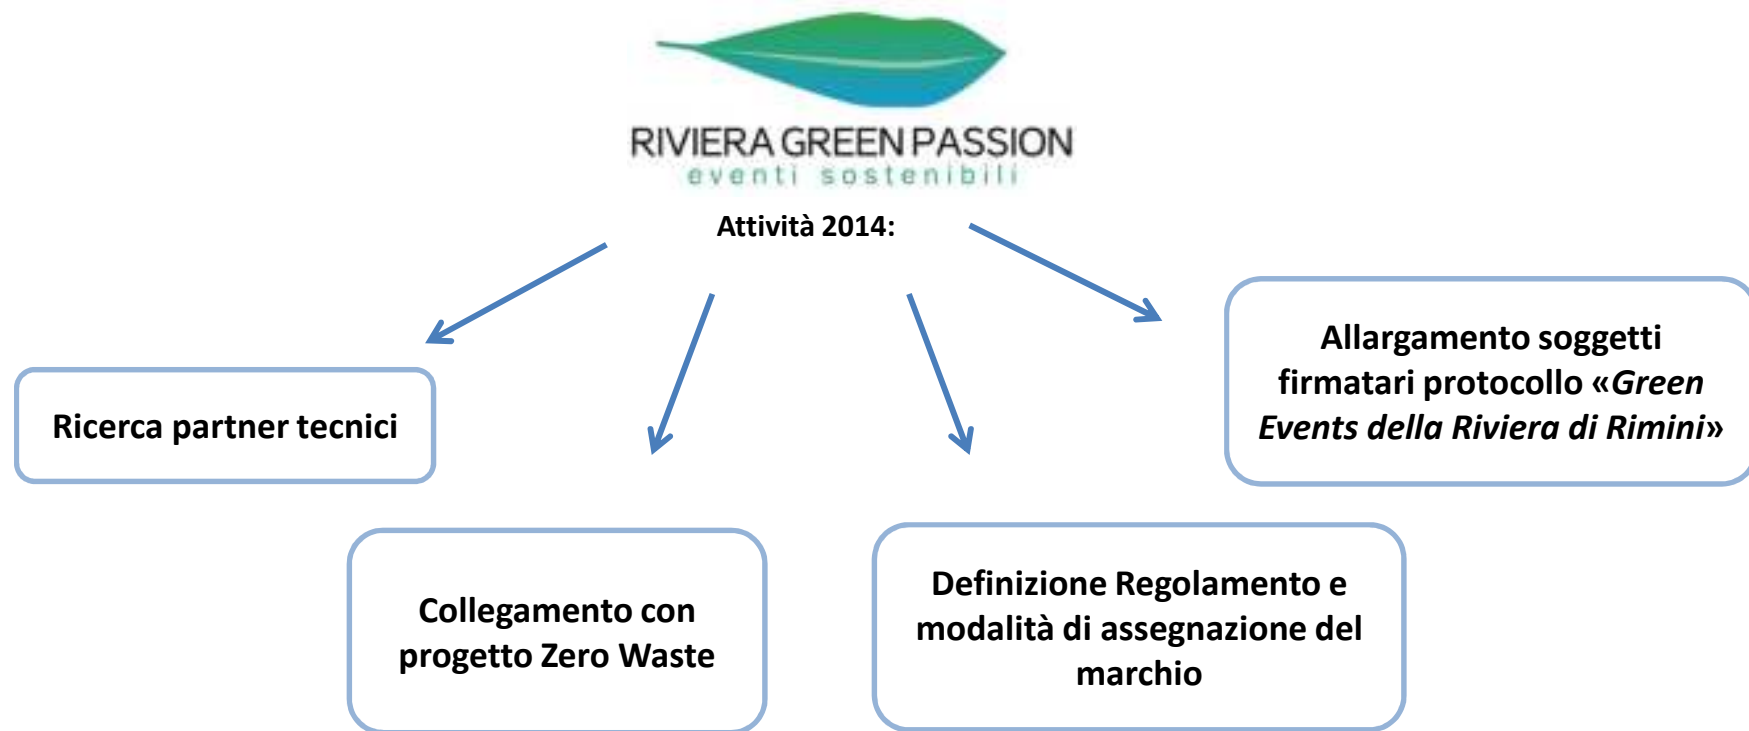 RIVIERA GREEN PASSION
eventi sostenibili
Attività 2014:
Ricerca partner tecnici
Collegamento con
progetto Zero Waste
Definizione Regolamento e
modalità di assegnazione del
marchio
Allargamento soggetti
firmatari protocollo «Green
Events della Riviera di Rimini»